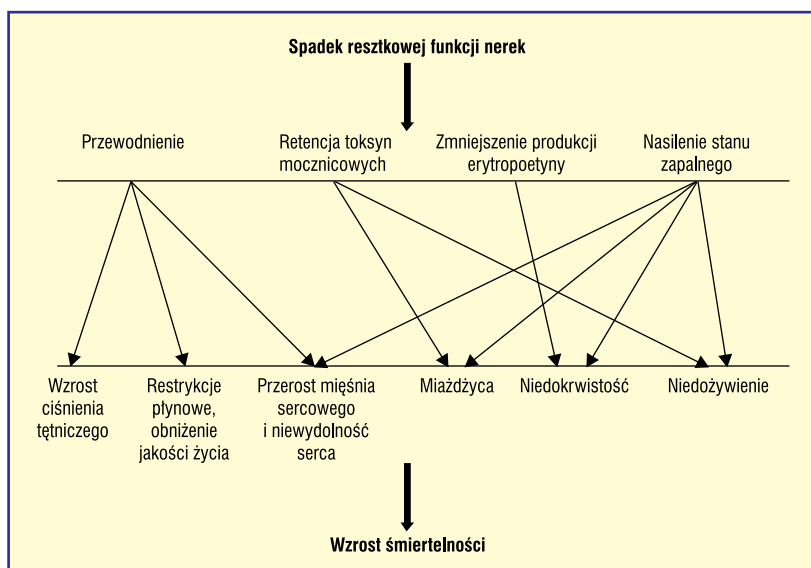 Spadek resztkowej funkcji nerek
Przewodnienie
Retencja toksyn
mocznicowych
Zmniejszenie produkcji
erytropoetyny
Nasilenie stanu
zapalnego
Wzrost
ciśnienia
tętniczego
Restrykcje
płynowe,
obniżenie
jakości życia
Przerost mięśnia
sercowego
i niewydolność
serca
Miażdżyca
Niedokrwistość
Niedożywienie
Wzrost śmiertelności